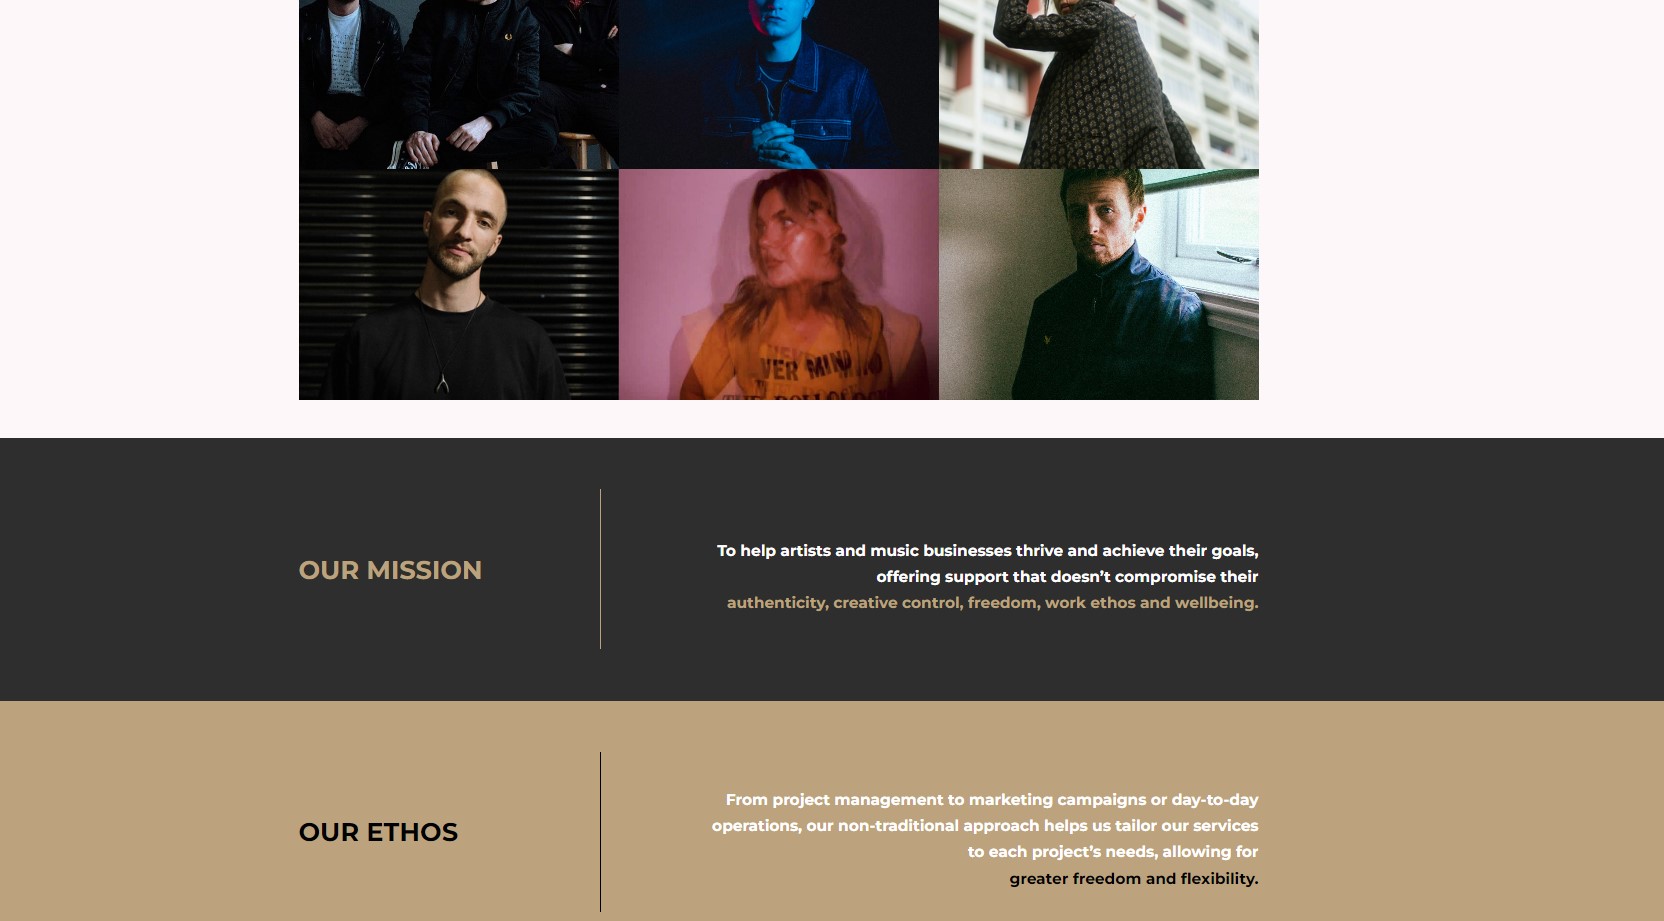 VER MIND
OUR MISSION
To help artists and music businesses thrive and achieve their goals,
offering support that doesn’t compromise their
authenticity, creative control, freedom, work ethos and wellbeing.
OUR ETHOS
From project management to marketing campaigns or day-to-day
operations, our non-traditional approach helps us tailor our services
to each project’s needs, allowing for
greater freedom and flexibility.